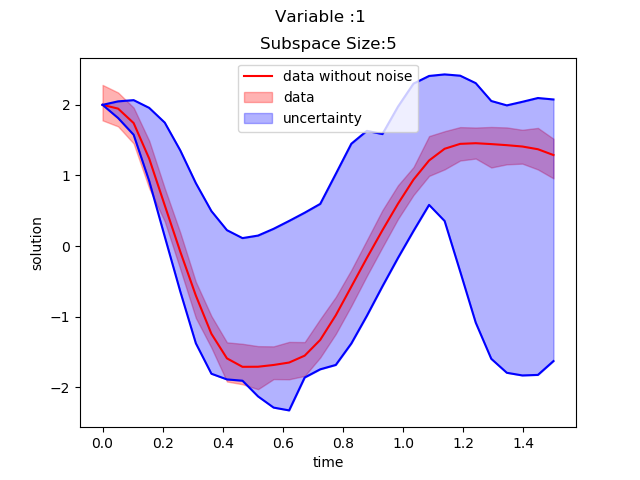 Variable :1
Subspace Size:5
data without noise
data
uncertainty
solution
2
1
0
−1
−2
0.0 0.2 0.4 0.6 0.8 1.0 1.2 1.4
time